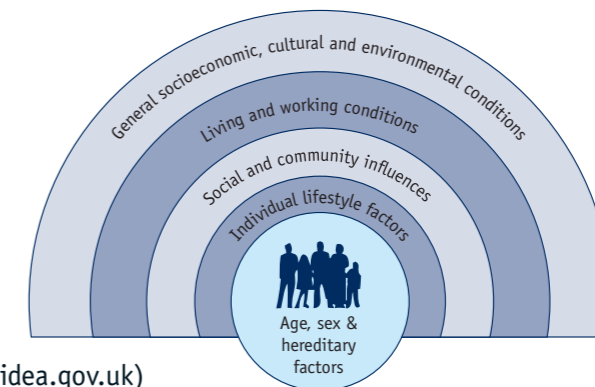 General socioeconomic, cultural and environmental conditions
Living and working conditions
Social and community influences
Individual lifestyle factors
Age, sex &
hereditary
factors
idea.gov.uk)